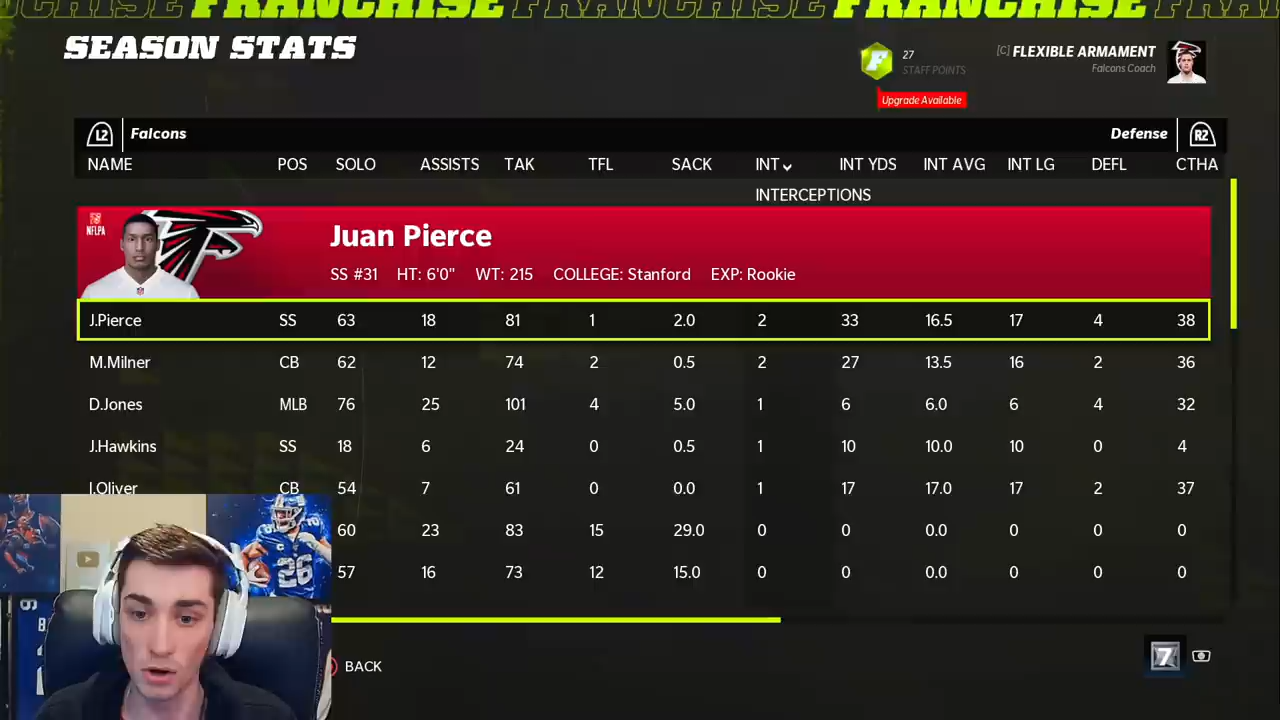 FRANCHISE FRANCHISE FRANCHISE FRANCHISE FRAN
SEASON STATS
27
STAFF POINTS
Upgrade Available
[C] FLEXIBLE ARMAMENT
Falcons Coach
L2 Falcons Defense R2
NAME POS SOLO ASSISTS TAK TFL SACK INT INT YDS INT AVG INT LG DEFL CTHA
INTERCEPTIONS
NFLPA
Juan Pierce
SS #31 HT: 6'0" WT: 215 COLLEGE: Stanford EXP: Rookie
J.Pierce SS 63 18 81 1 2.0 2 33 16.5 17 4 38
M.Milner CB 62 12 74 2 0.5 2 27 13.5 16 2 36
D.Jones MLB 76 25 101 4 5.0 1 6 6.0 6 4 32
J.Hawkins SS 18 6 24 0 0.5 1 10 10.0 10 0 4
I.Oliver CB 54 7 61 0 0.0 1 17 17.0 17 2 37
60 23 83 15 29.0 0 0 0.0 0 0 0
57 16 73 12 15.0 0 0 0.0 0 0 0
26
BACK
7